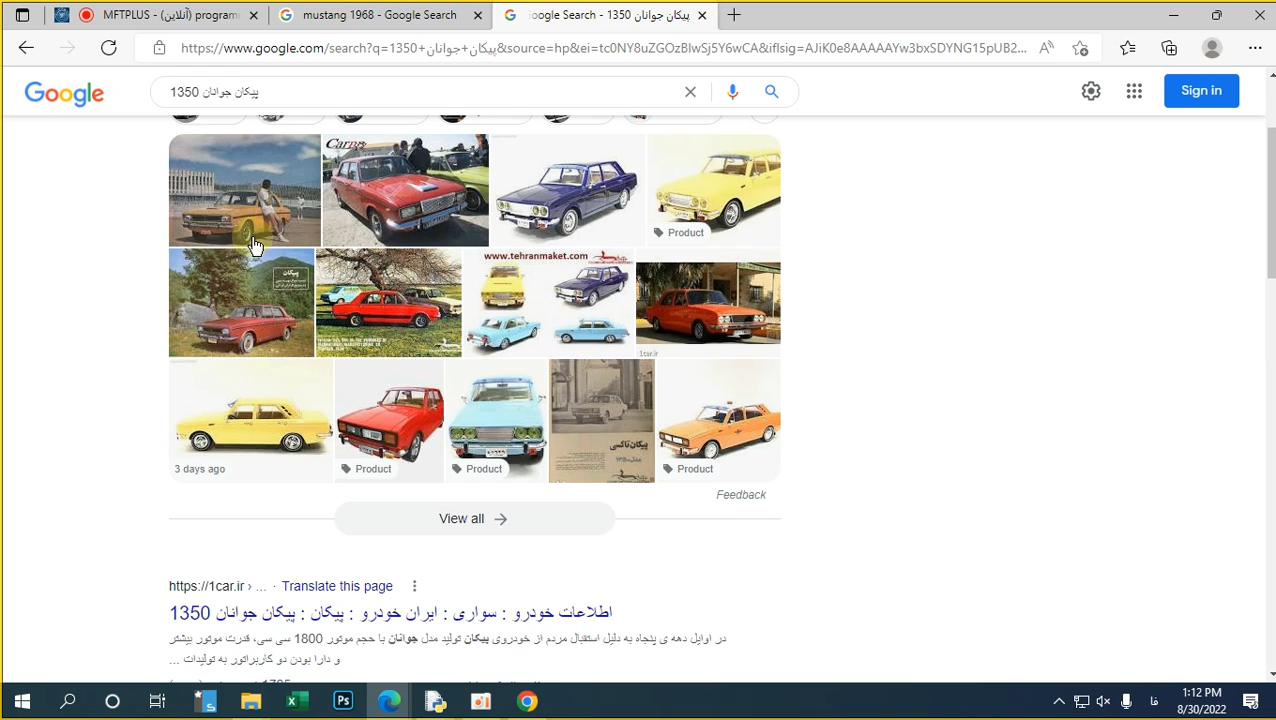 MFTPLUS - (آنلاین) program
mustang 1968 - Google Search
پیکان جوانان 1350 - Google Search
https://www.google.com/search?q=1350+پیکان+جوانان&source=hp&ei=tc0NY8uZGOzBlwSj5Y6wCA&iflsig=AJiK0e8AAAAAYw3bxSDYNG15pUB2...
Google
پیکان جوانان 1350
Sign in
Carpn
Product
پیکان
www.tehranmaket.com
1car.ir
پیکان تاکسی
3 days ago
Product
Product
Product
Feedback
View all
https://1car.ir › ... · Translate this page
اطلاعات خودرو : سواری : ایران خودرو : پیکان : پیکان جوانان 1350
در اوایل دهه ی پنجاه به دلیل استقبال مردم از خودروی پیکان تولید مدل جوانان با حجم موتور 1800 سی سی، قدرت موتور بیشتر
و دارا بودن دو کاربراتور به تولیدات ...
فا
1:12 PM
8/30/2022